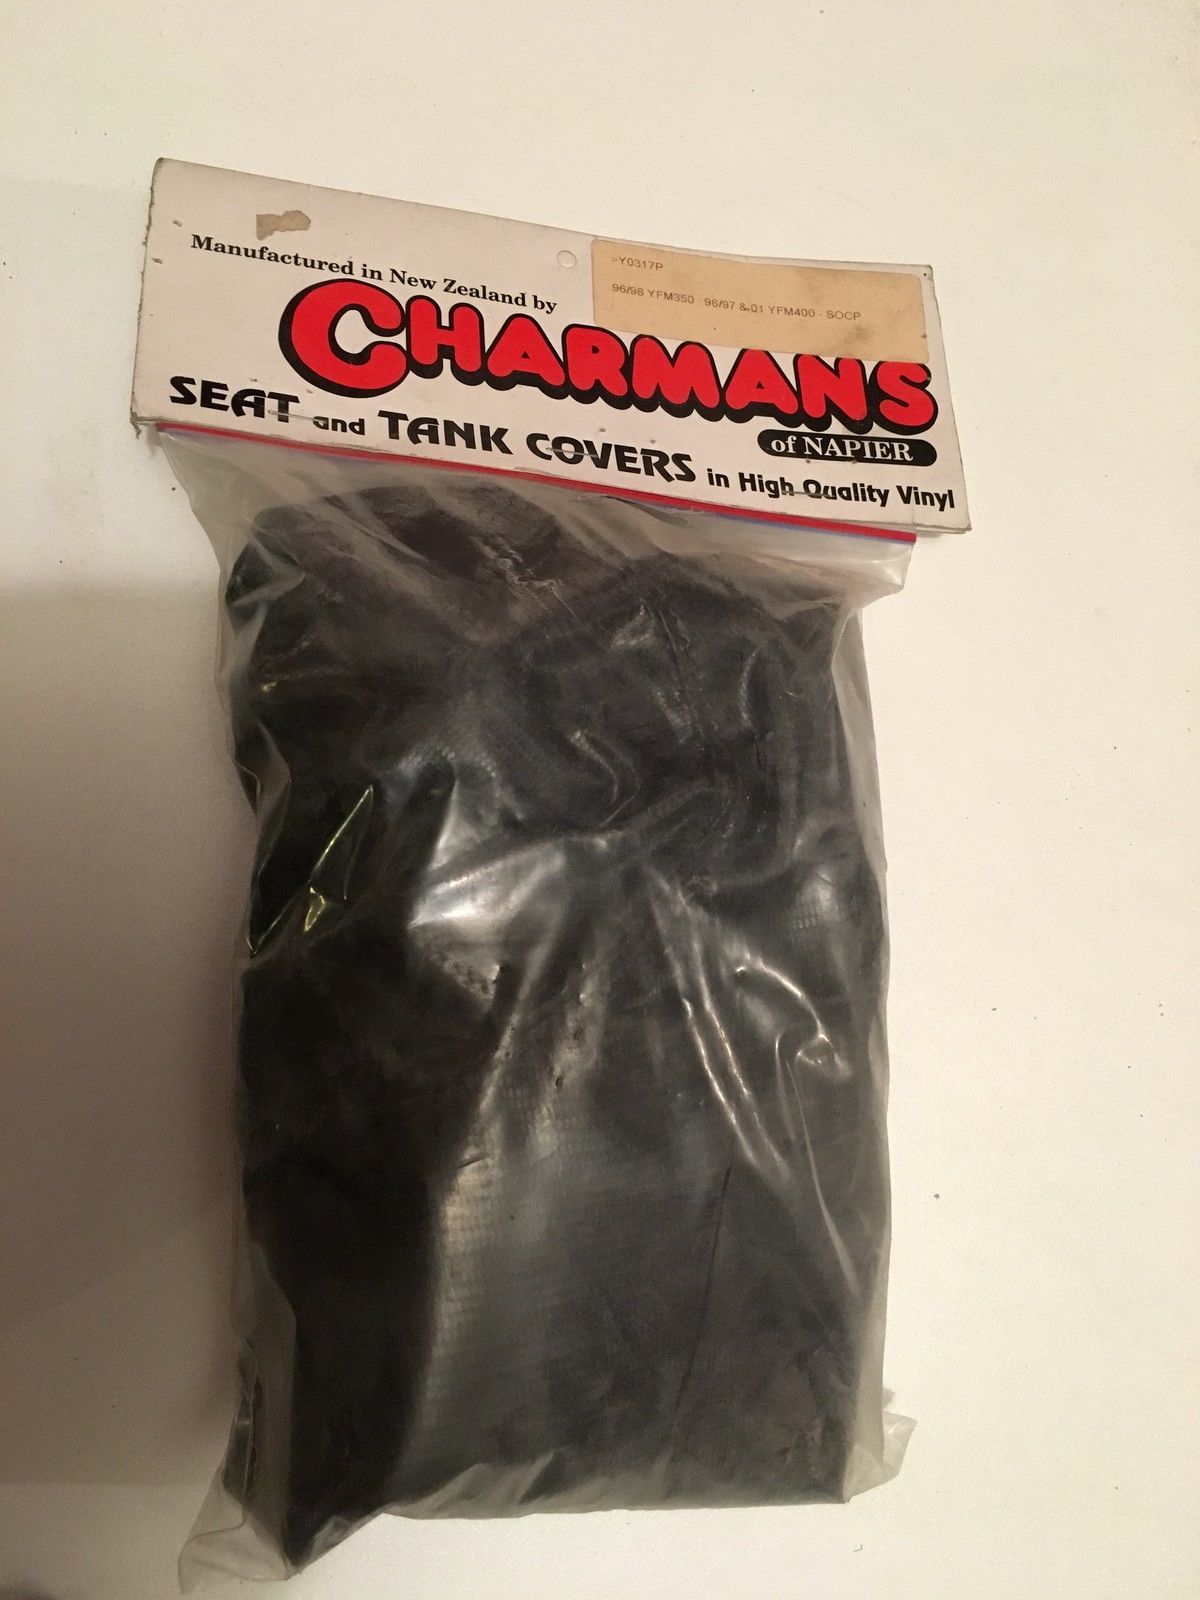 Manufactured in New Zealand by
>Y0317P
96/98 YFM350 96/97 & 01 YFM400 - SOCP
CHARMANS
of NAPIER
SEAT and TANK COVERS in High Quality Vinyl